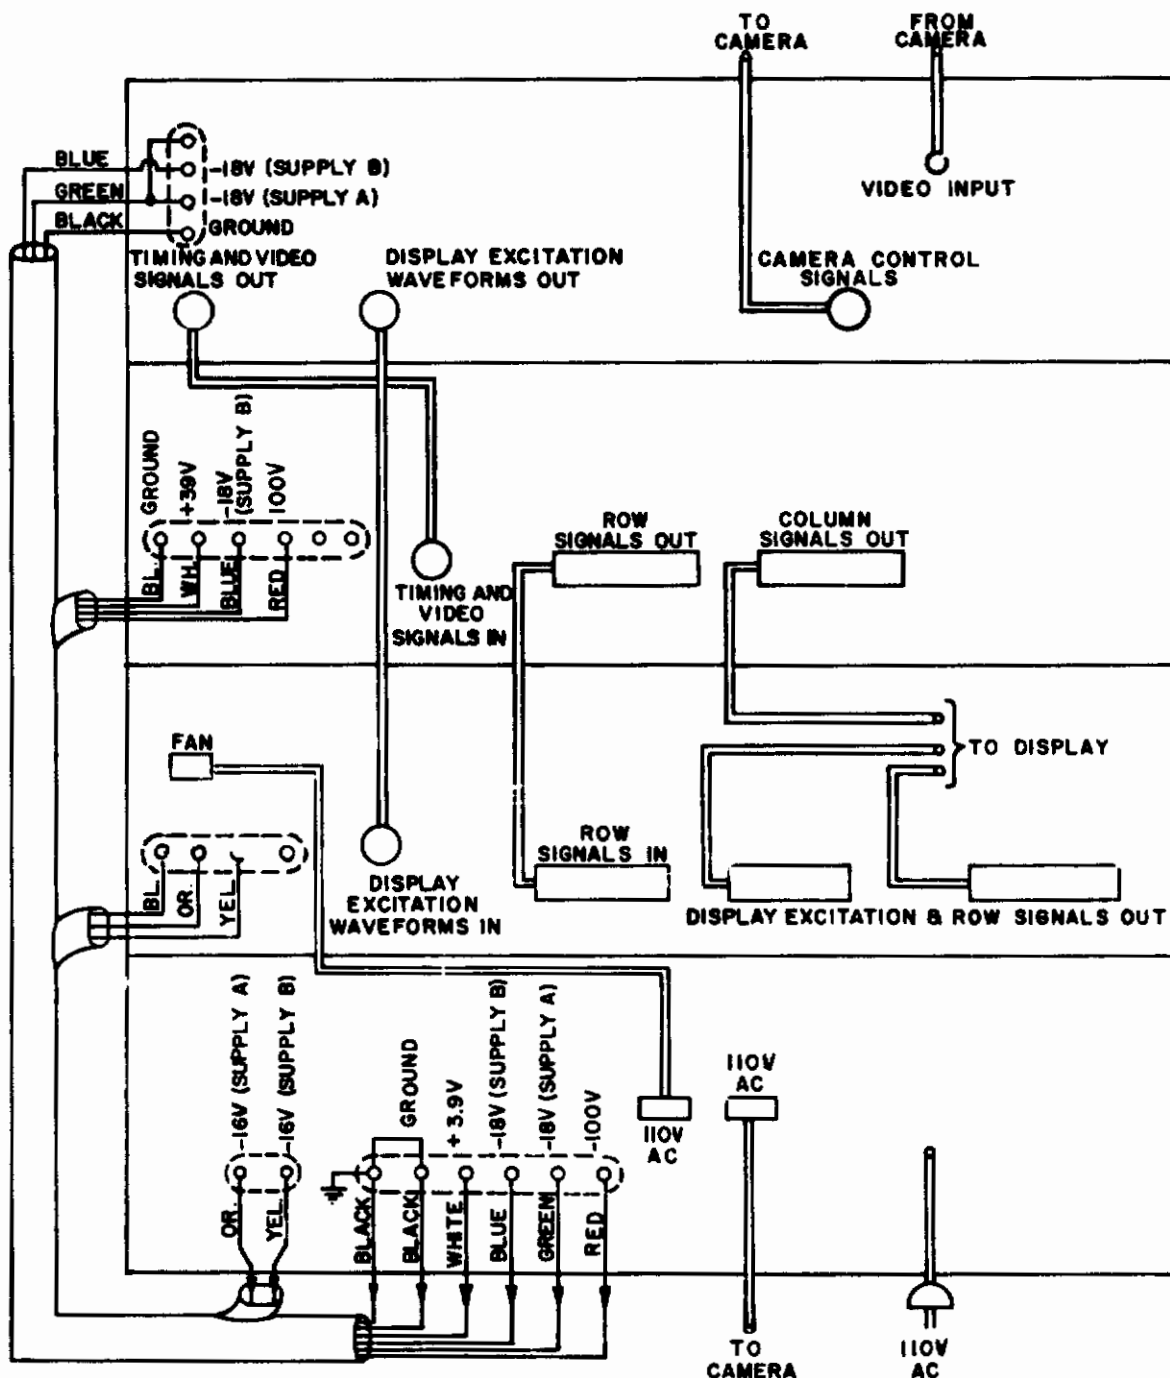 TO
CAMERA
FROM
CAMERA
BLUE
-18V (SUPPLY B)
GREEN
-18V (SUPPLY A)
BLACK
GROUND
VIDEO INPUT
TIMING AND VIDEO
SIGNALS OUT
DISPLAY EXCITATION
WAVEFORMS OUT
CAMERA CONTROL
SIGNALS
GROUND
+39V
-18V
(SUPPLY B)
100V
BL.
WH.
BLUE
RED
TIMING AND
VIDEO
SIGNALS IN
ROW
SIGNALS OUT
COLUMN
SIGNALS OUT
FAN
TO DISPLAY
BL.
OR.
YEL.
DISPLAY
EXCITATION
WAVEFORMS IN
ROW
SIGNALS IN
DISPLAY EXCITATION & ROW SIGNALS OUT
-16V (SUPPLY A)
-16V (SUPPLY B)
GROUND
+ 3.9V
-18V (SUPPLY B)
-18V (SUPPLY A)
-100V
OR.
YEL.
BLACK
BLACK
WHITE
BLUE
GREEN
RED
110V
AC
110V
AC
TO
CAMERA
110V
AC